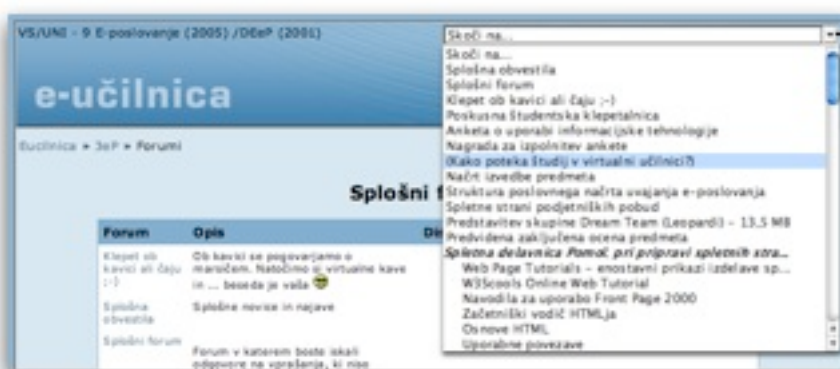 VS/UNI - 9 E-poslovanje (2005) /DEeP (2001)
e-učilnica
Eucilnica ▸ 3eP ▸ Forumi
Splošni f
Forum Opis Di
Klepet ob
kavici ali čaju
;-)
Ob kavici se pogovarjamo o
marsičem. Natočimo si virtualne kave
in ... beseda je vaša
Splošna
obvestila
Splošne novice in najave
Splošni forum
Forum v katerem boste iskali
odgovore na vprašanja, ki niso
Skoči na...
Skoči na...
Splošna obvestila
Splošni forum
Klepet ob kavici ali čaju ;-)
Poskusna študentska klepetalnica
Anketa o uporabi informacijske tehnologije
Nagrada za izpolnitev ankete
(Kako poteka študij v virtualni učilnici?)
Načrt izvedbe predmeta
Struktura poslovnega načrta uvajanja e-poslovanja
Spletne strani podjetniških pobud
Predstavitev skupine Dream Team (Leopardi) - 13,5 MB
Predvidena zaključena ocena predmeta
Spletna delavnica Pomoč pri pripravi spletnih stra...
Web Page Tutorials - enostavni prikazi izdelave sp...
W3Scools Online Web Tutorial
Navodila za uporabo Front Page 2000
Začetniški vodič HTMLja
Osnove HTML
Uporabne povezave